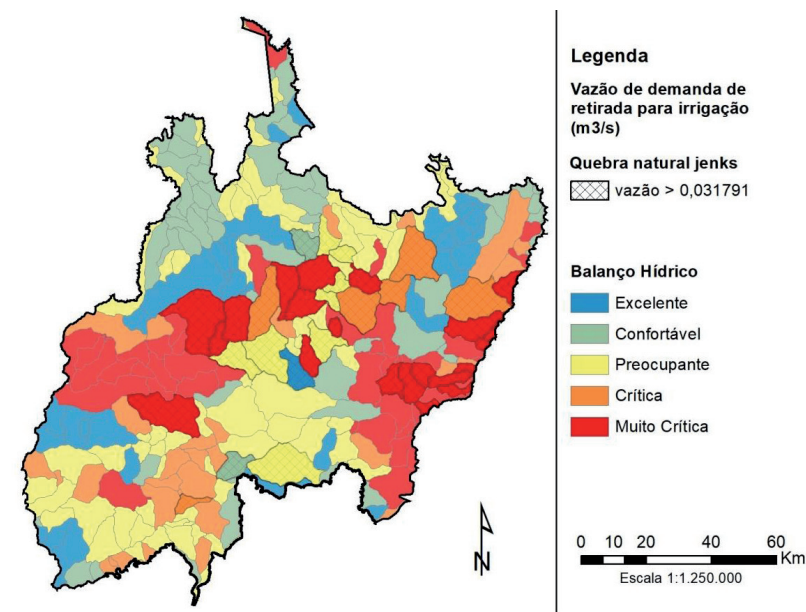 Legenda
Vazão de demanda de
retirada para irrigação
(m3/s)
Quebra natural jenks
vazão > 0,031791
Balanço Hídrico
Excelente
Confortável
Preocupante
Crítica
Muito Crítica
N
0 10 20 40 60
Km
Escala 1:1.250.000